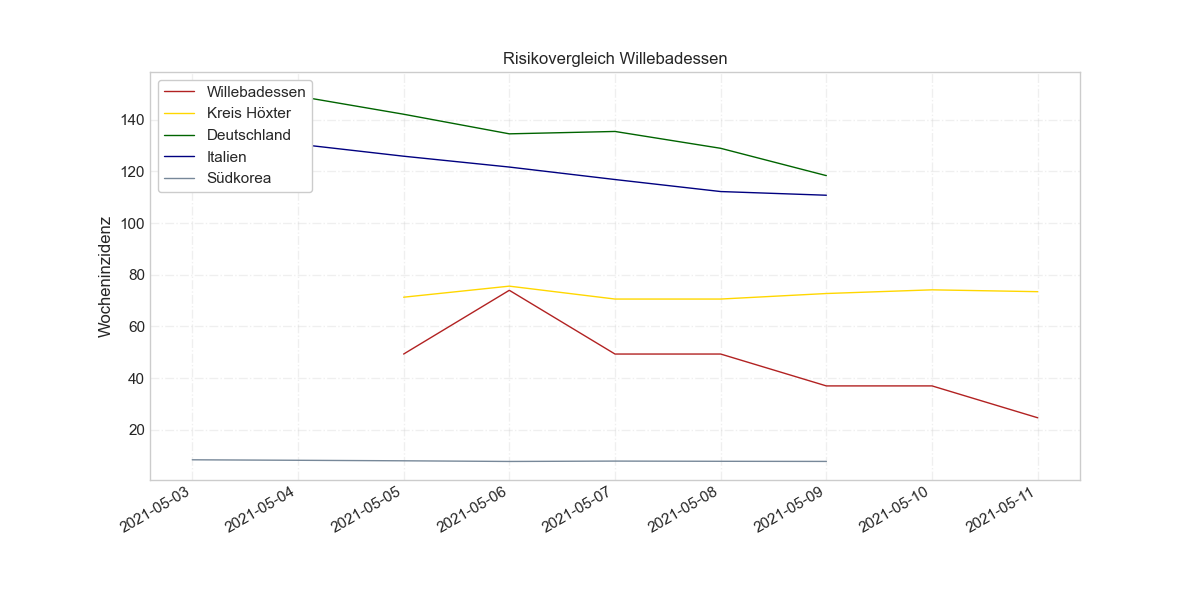 Risikovergleich Willebadessen
Willebadessen
Kreis Höxter
Deutschland
Italien
Südkorea
Wocheninzidenz
140
120
100
80
60
40
20
2021-05-03
2021-05-04
2021-05-05
2021-05-06
2021-05-07
2021-05-08
2021-05-09
2021-05-10
2021-05-11